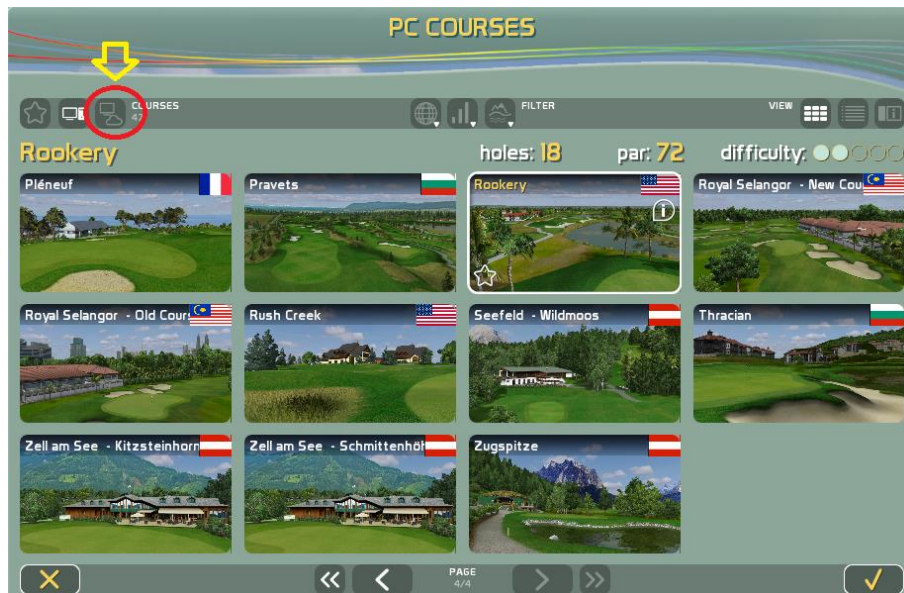 PC COURSES
COURSES
47
FILTER
VIEW
Rookery
holes: 18
par: 72
difficulty:
Pléneuf
Pravets
Rookery
Royal Selangor - New Cou
Royal Selangor - Old Cour
Rush Creek
Seefeld - Wildmoos
Thracian
Zell am See - Kitzsteinhorn
Zell am See - Schmittenhöh
Zugspitze
PAGE
4/4